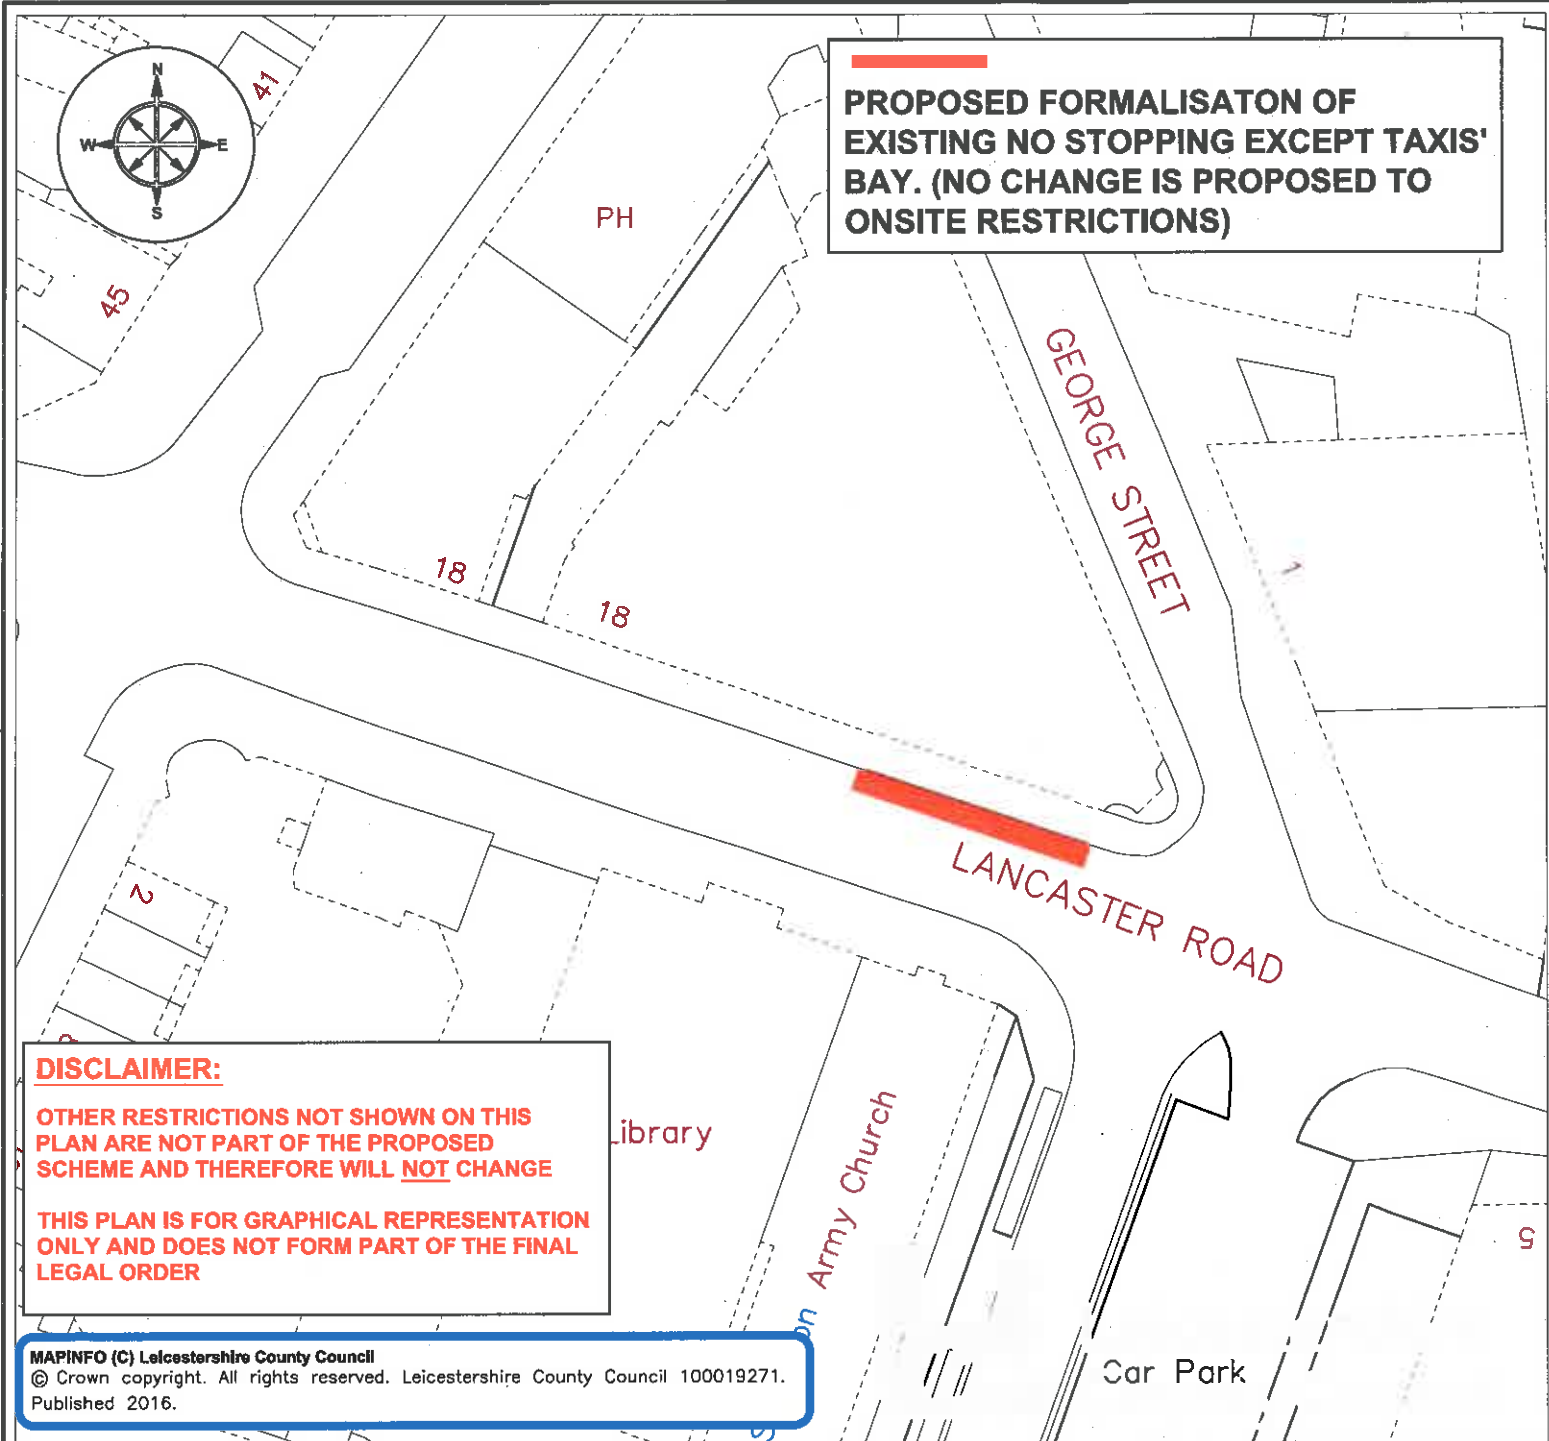 N
W E
S
41
45
PH
PROPOSED FORMALISATON OF
EXISTING NO STOPPING EXCEPT TAXIS'
BAY. (NO CHANGE IS PROPOSED TO
ONSITE RESTRICTIONS)
GEORGE STREET
1
18
18
LANCASTER ROAD
2
DISCLAIMER:
OTHER RESTRICTIONS NOT SHOWN ON THIS
PLAN ARE NOT PART OF THE PROPOSED
SCHEME AND THEREFORE WILL NOT CHANGE
THIS PLAN IS FOR GRAPHICAL REPRESENTATION
ONLY AND DOES NOT FORM PART OF THE FINAL
LEGAL ORDER
Library
Army Church
5
Car Park
MAPINFO (C) Leicestershire County Council
© Crown copyright. All rights reserved. Leicestershire County Council 100019271.
Published 2016.